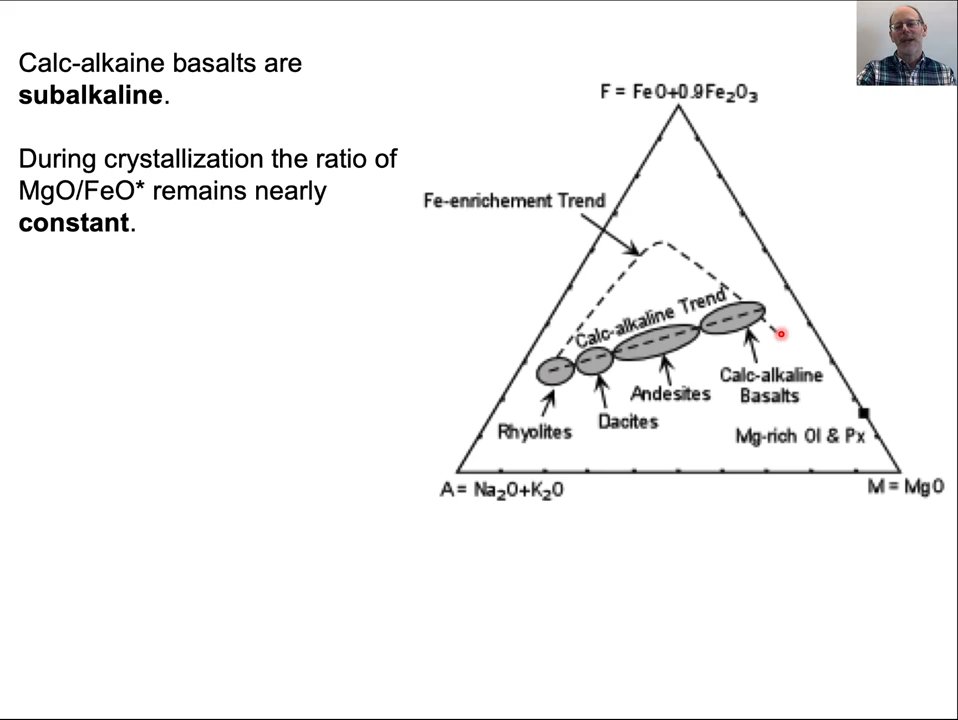 Calc-alkaine basalts are
subalkaline.
During crystallization the ratio of
MgO/FeO* remains nearly
constant.
F = FeO+0.9Fe₂O₃
Fe-enrichement Trend
Calc-alkaline Trend
Calc-alkaline
Basalts
Andesites
Dacites
Rhyolites
Mg-rich Ol & Px
A = Na₂O+K₂O
M = MgO